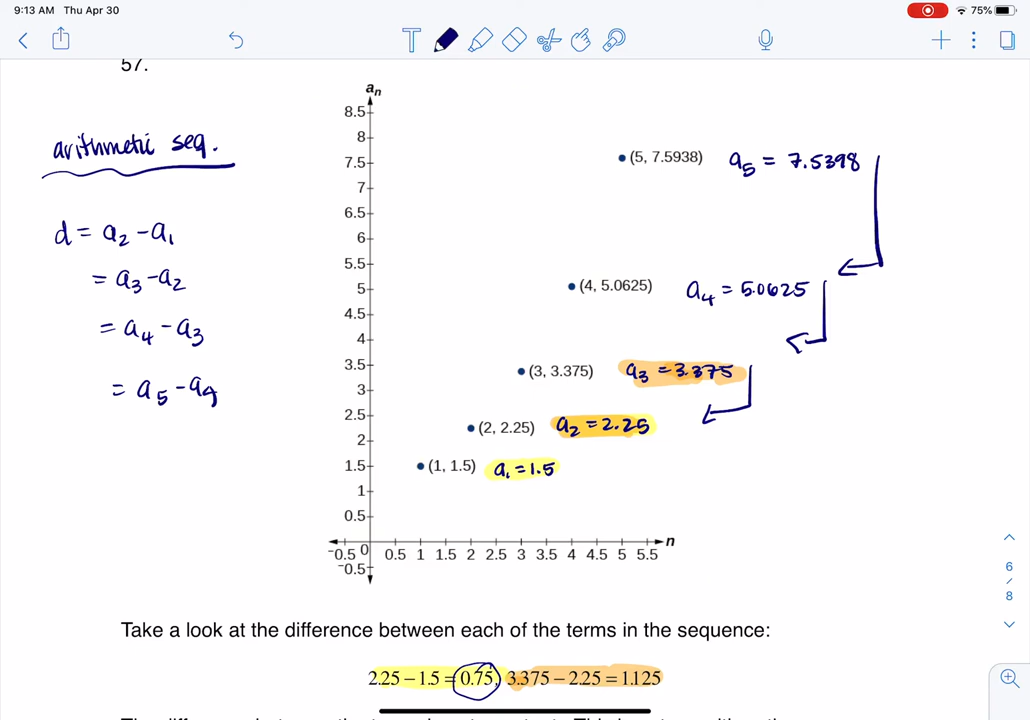 9:13 AM Thu Apr 30
75%
T
57.
aₙ
8.5
8
7.5
7
6.5
6
5.5
5
4.5
4
3.5
3
2.5
2
1.5
1
0.5
-0.5 0 0.5 1 1.5 2 2.5 3 3.5 4 4.5 5 5.5 n
-0.5
arithmetic seq.
d = a₂ - a₁
= a₃ - a₂
= a₄ - a₃
= a₅ - a₄
(5, 7.5938) a₅ = 7.5398
(4, 5.0625) a₄ = 5.0625
(3, 3.375) a₃ = 3.375
(2, 2.25) a₂ = 2.25
(1, 1.5) a₁ = 1.5
6
/
8
Take a look at the difference between each of the terms in the sequence:
2.25 − 1.5 = 0.75, 3.375 − 2.25 = 1.125